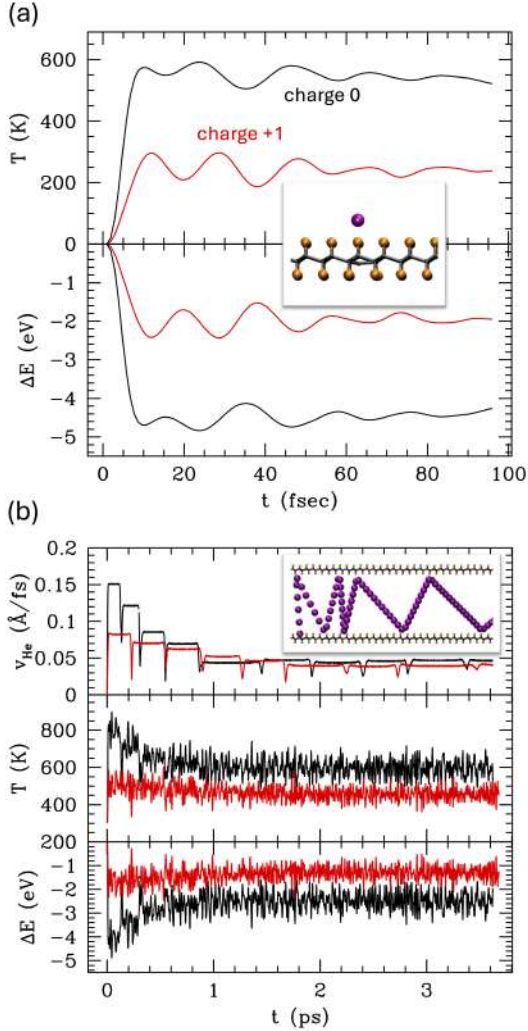 (a)
600
400
200
0
T (K)
charge 0
charge +1
−1
−2
−3
−4
−5
ΔE (eV)
0 20 40 60 80 100
t (fsec)
(b)
0.2
0.15
0.1
0.05
v_He (Å/fs)
800
600
400
200
T (K)
−1
−2
−3
−4
−5
ΔE (eV)
0 1 2 3
t (ps)